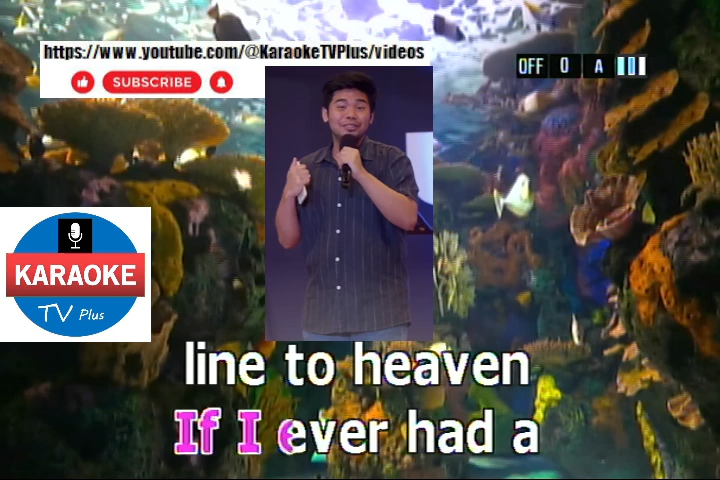 https://www.youtube.com/@KaraokeTVPlus/videos
SUBSCRIBE
OFF 0 A
KARAOKE
TV Plus
line to heaven
If I ever had a